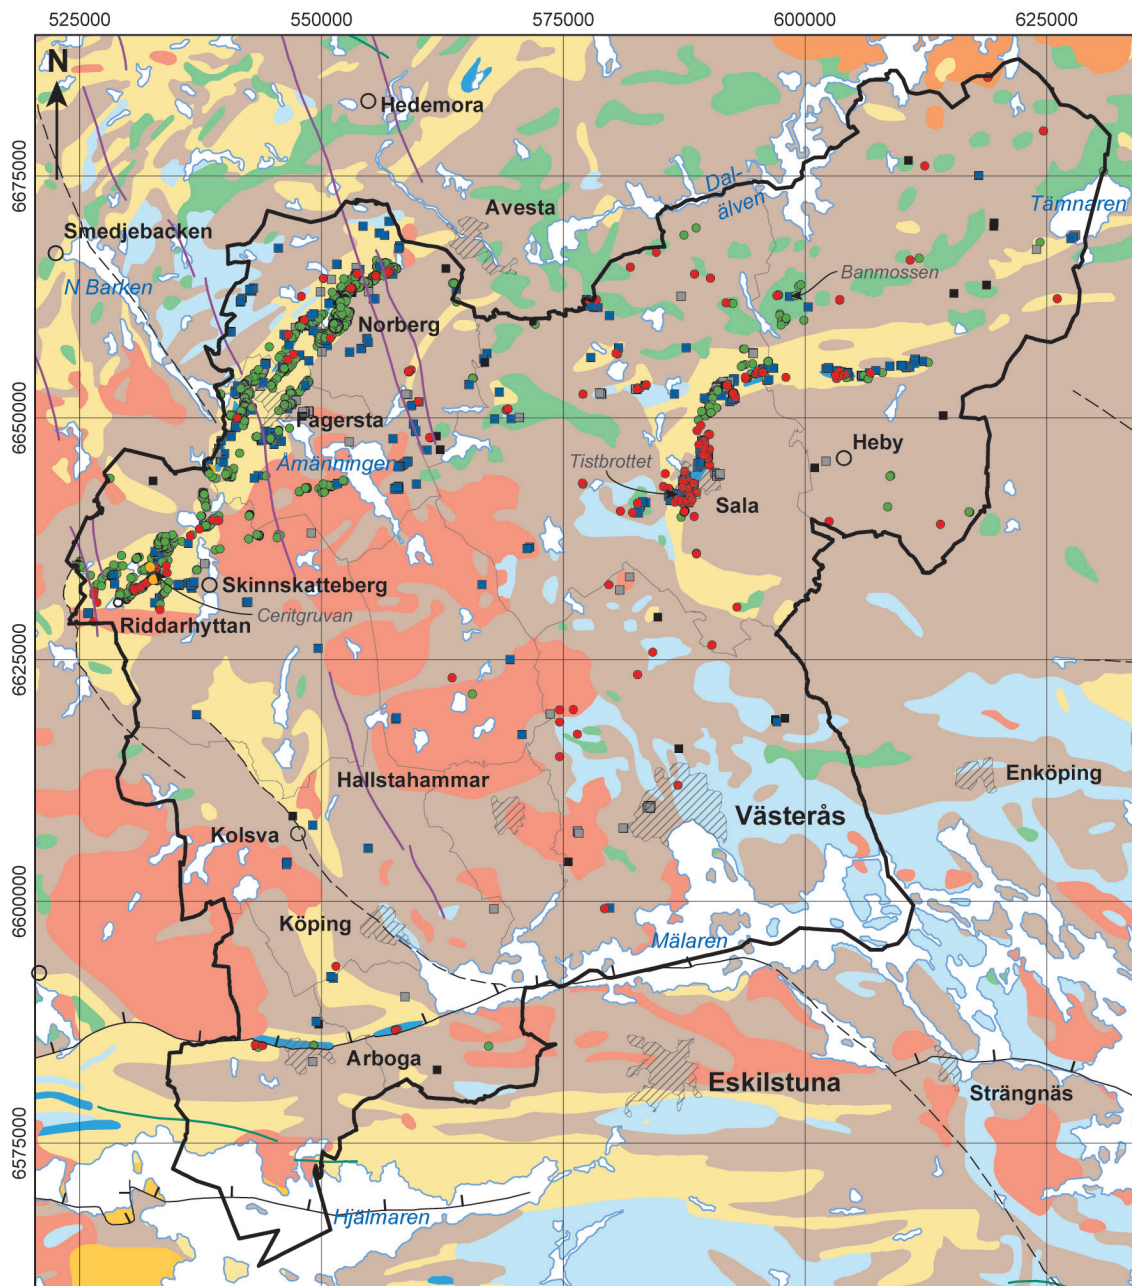 525000
550000
575000
600000
625000
N
Hedemora
6675000
Dal-
älven
Tämnaren
Avesta
Smedjebacken
Banmossen
N Barken
Norberg
6650000
Fagersta
Heby
Åmänningen
Tistbrottet
Sala
Skinnskatteberg
Ceritgruvan
Riddarhyttan
6625000
Hallstahammar
Enköping
Västerås
Kolsva
6600000
Köping
Mälaren
Arboga
Eskilstuna
Strängnäs
6575000
Hjälmaren